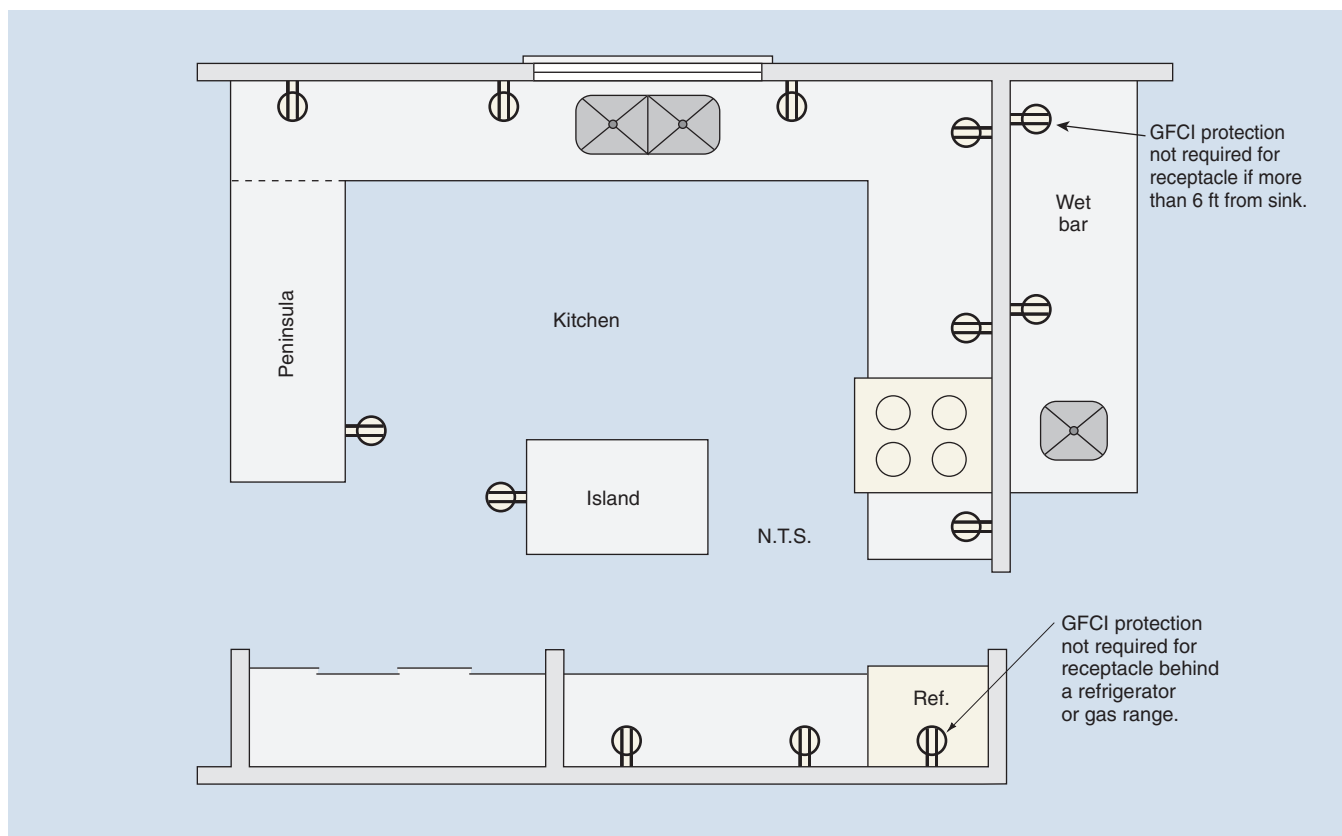 GFCI protection
not required for
receptacle if more
than 6 ft from sink.
Wet
bar
Peninsula
Kitchen
Island
N.T.S.
GFCI protection
not required for
receptacle behind
a refrigerator
or gas range.
Ref.